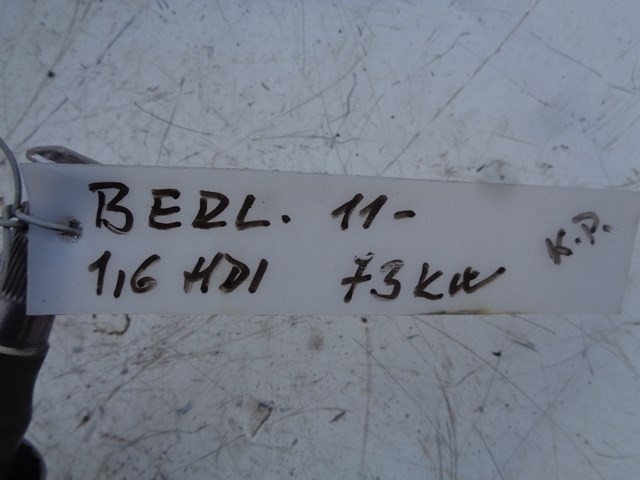 BERL. 11-
1,6 HDI 73 kw
K.P.